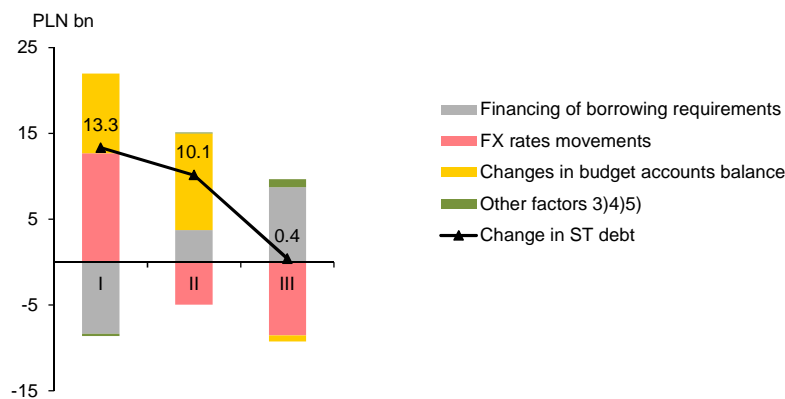 PLN bn
25
15
5
-5
-15
13.3
10.1
0.4
I
II
III
Financing of borrowing requirements
FX rates movements
Changes in budget accounts balance
Other factors 3)4)5)
Change in ST debt